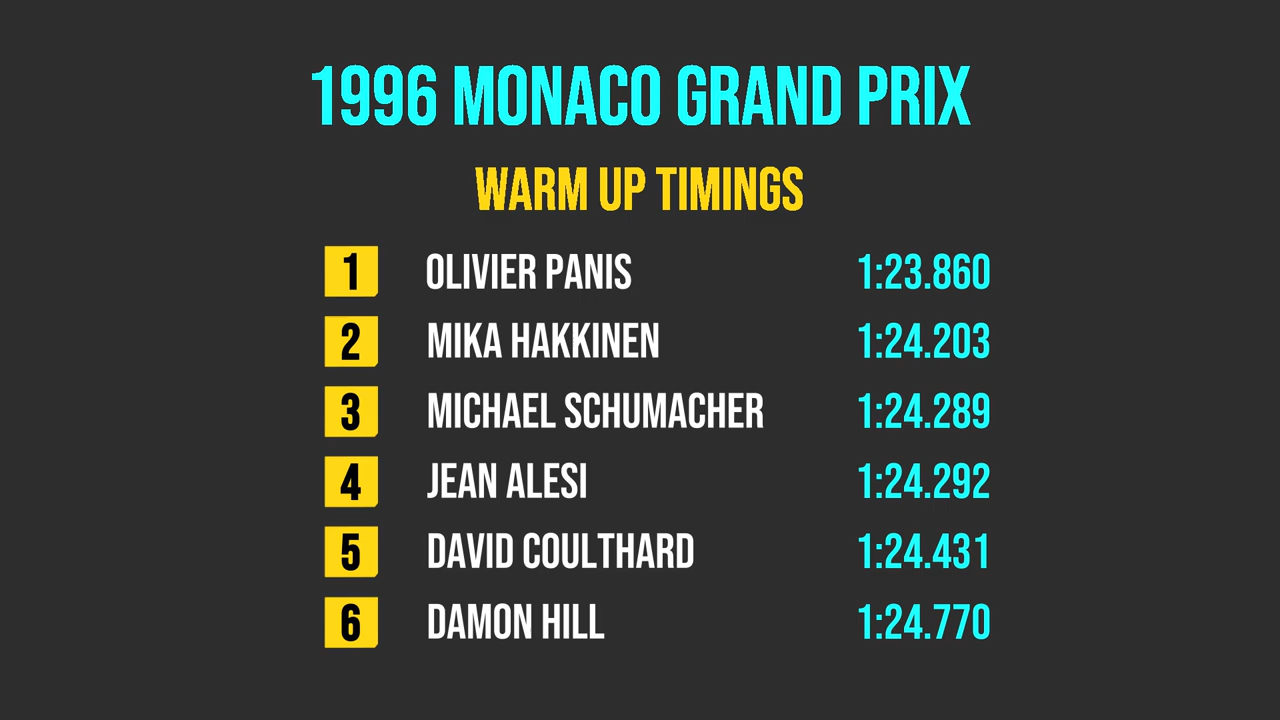 1996 MONACO GRAND PRIX
WARM UP TIMINGS
1 OLIVIER PANIS 1:23.860
2 MIKA HAKKINEN 1:24.203
3 MICHAEL SCHUMACHER 1:24.289
4 JEAN ALESI 1:24.292
5 DAVID COULTHARD 1:24.431
6 DAMON HILL 1:24.770